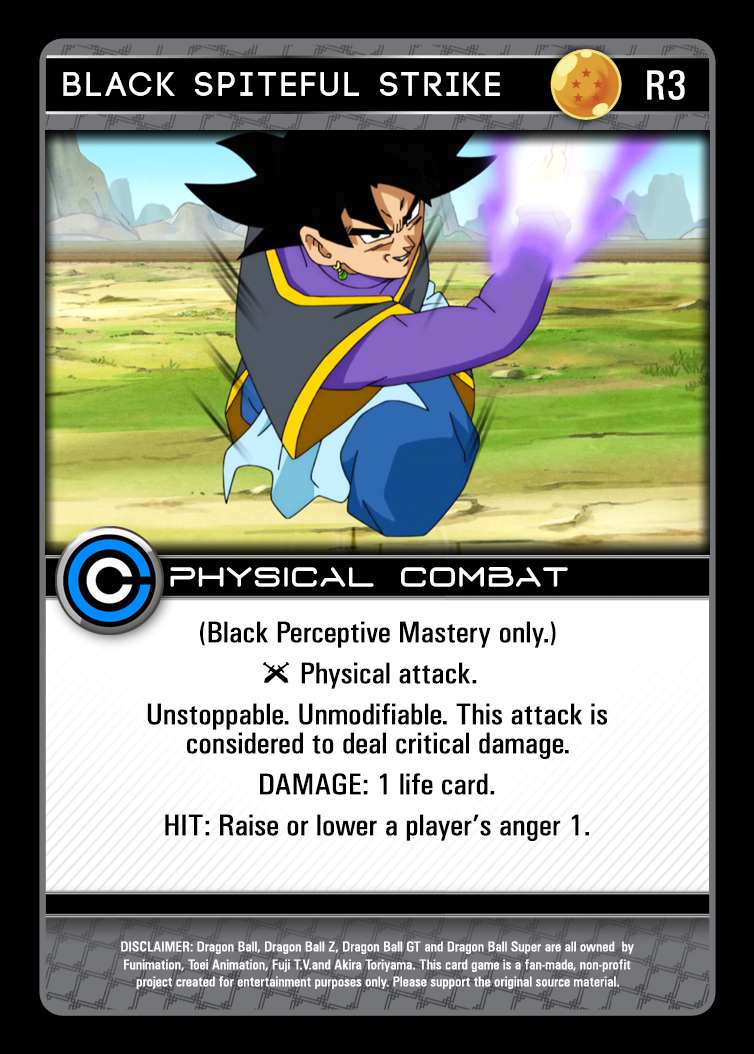 BLACK SPITEFUL STRIKE R3
PHYSICAL COMBAT
(Black Perceptive Mastery only.)
Physical attack.
Unstoppable. Unmodifiable. This attack is
considered to deal critical damage.
DAMAGE: 1 life card.
HIT: Raise or lower a player's anger 1.
DISCLAIMER: Dragon Ball, Dragon Ball Z, Dragon Ball GT and Dragon Ball Super are all owned by
Funimation, Toei Animation, Fuji T.V.and Akira Toriyama. This card game is a fan-made, non-profit
project created for entertainment purposes only. Please support the original source material.